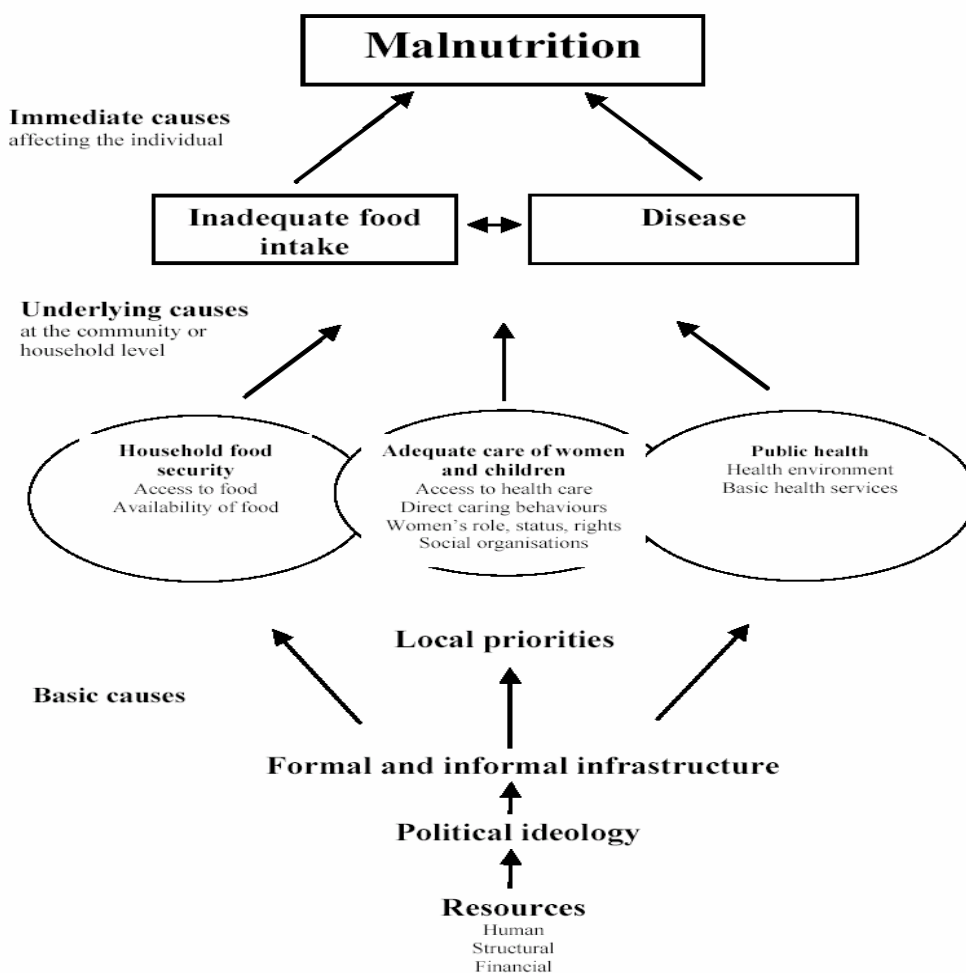 Malnutrition
Immediate causes
affecting the individual
Inadequate food
intake
Disease
Underlying causes
at the community or
household level
Household food
security
Access to food
Availability of food
Adequate care of women
and children
Access to health care
Direct caring behaviours
Women's role, status, rights
Social organisations
Public health
Health environment
Basic health services
Local priorities
Basic causes
Formal and informal infrastructure
Political ideology
Resources
Human
Structural
Financial